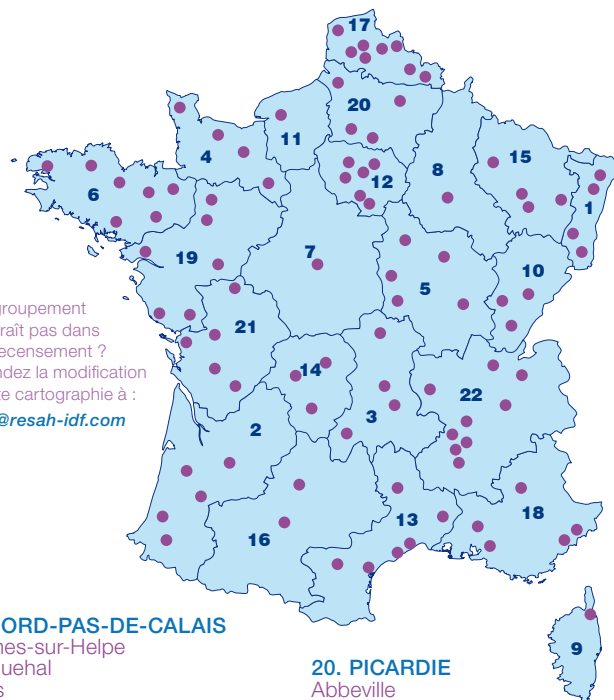 17
20
11
4
15
12
8
1
6
7
19
10
5
21
14
22
3
2
13
18
16
9
groupement
raît pas dans
ecensement ?
ndez la modification
te cartographie à :
@resah-idf.com
ORD-PAS-DE-CALAIS
nes-sur-Helpe
uehal
s
20. PICARDIE
Abbeville